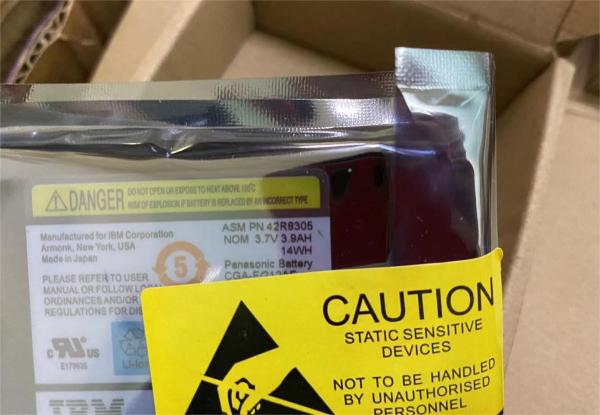 DANGER
DO NOT OPEN OR EXPOSE TO HEAT ABOVE 100°C
RISK OF EXPLOSION IF BATTERY IS REPLACED BY AN INCORRECT TYPE
Manufactured for IBM Corporation
Armonk, New York, USA
Made in Japan
ASM PN 42R8305
NOM 3.7V 3.9AH
14WH
Panasonic Battery
5
PLEASE REFER TO USER
MANUAL OR FOLLOW
ORDINANCES AND/OR
REGULATIONS FOR
c US
Li-Ion
IBM
CAUTION
STATIC SENSITIVE
DEVICES
NOT TO BE HANDLED
BY UNAUTHORISED
PERSONNEL